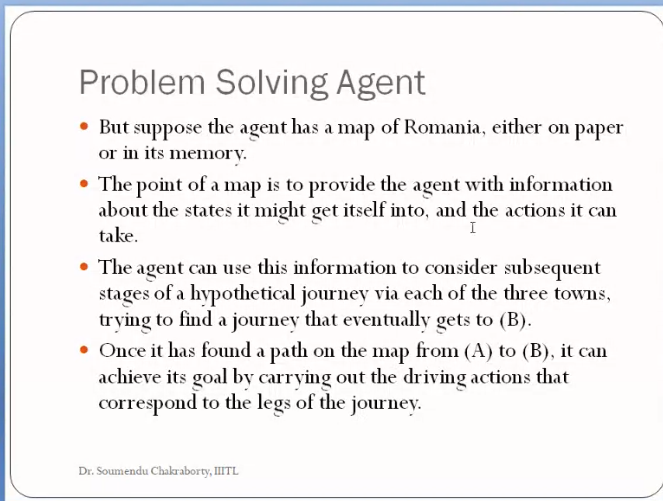 Problem Solving Agent
But suppose the agent has a map of Romania, either on paper
or in its memory.
The point of a map is to provide the agent with information
about the states it might get itself into, and the actions it can
take.
The agent can use this information to consider subsequent
stages of a hypothetical journey via each of the three towns,
trying to find a journey that eventually gets to (B).
Once it has found a path on the map from (A) to (B), it can
achieve its goal by carrying out the driving actions that
correspond to the legs of the journey.
Dr. Soumendu Chakraborty, IIITL